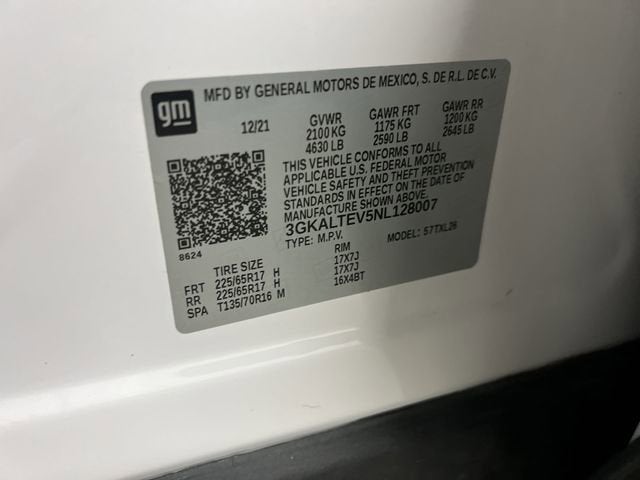 gm
MFD BY GENERAL MOTORS DE MEXICO, S. DE R.L. DE C.V.
12/21 GVWR GAWR FRT GAWR RR
2100 KG 1175 KG 1200 KG
4630 LB 2590 LB 2645 LB
THIS VEHICLE CONFORMS TO ALL
APPLICABLE U.S. FEDERAL MOTOR
VEHICLE SAFETY AND THEFT PREVENTION
STANDARDS IN EFFECT ON THE DATE OF
MANUFACTURE SHOWN ABOVE.
3GKALTEV5NL128007
TYPE: M.P.V. MODEL: 57TXL26
8624
TIRE SIZE RIM
FRT 225/65R17 H 17X7J
RR 225/65R17 H 17X7J
SPA T135/70R16 M 16X4BT